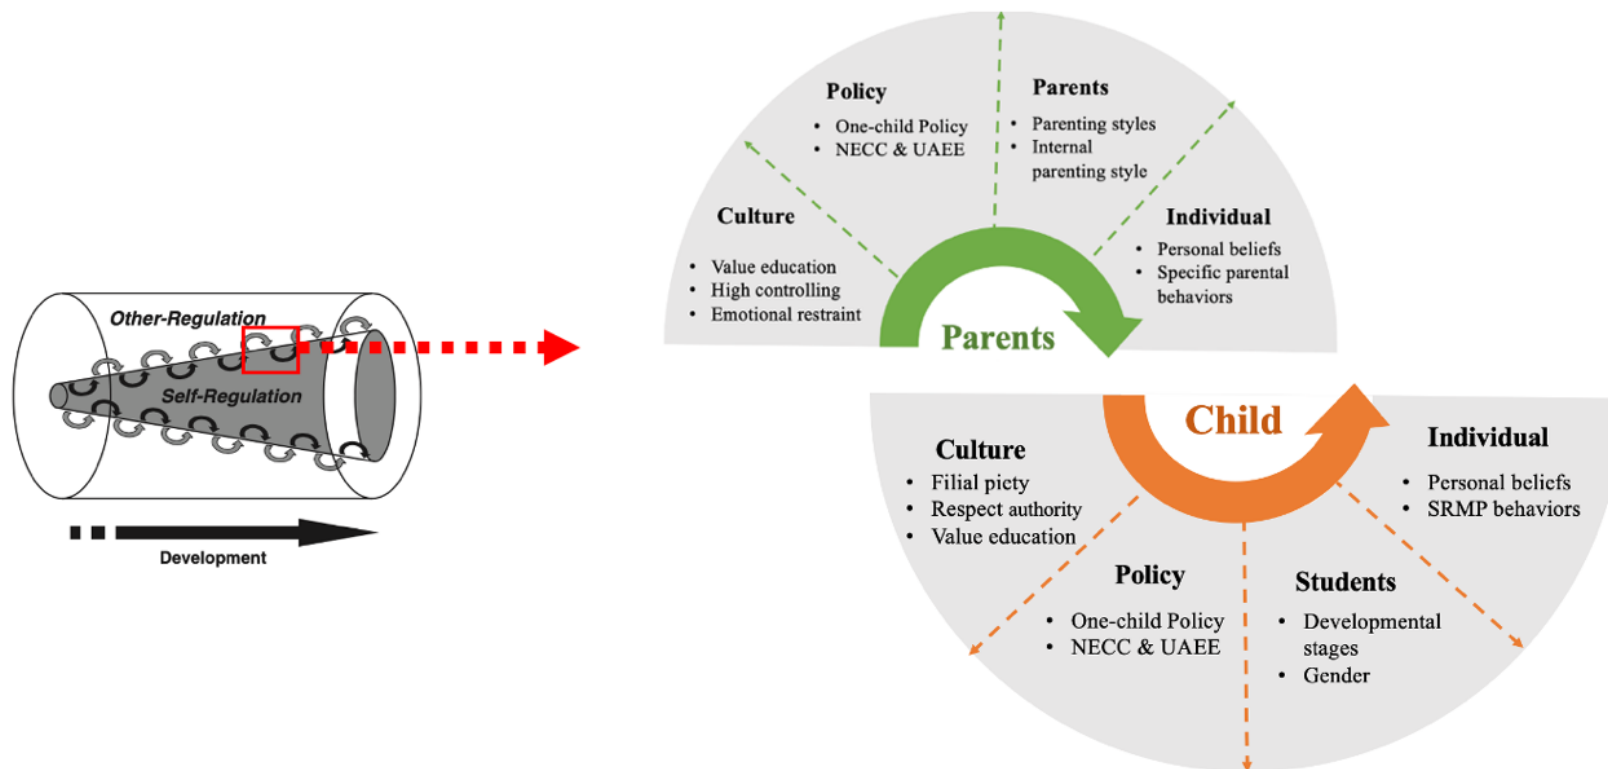 Other-Regulation
Self-Regulation
Development
Policy
• One-child Policy
• NECC & UAEE
Parents
• Parenting styles
• Internal
parenting style
Culture
• Value education
• High controlling
• Emotional restraint
Individual
• Personal beliefs
• Specific parental
behaviors
Parents
Child
Culture
• Filial piety
• Respect authority
• Value education
Policy
• One-child Policy
• NECC & UAEE
Students
• Developmental
stages
• Gender
Individual
• Personal beliefs
• SRMP behaviors